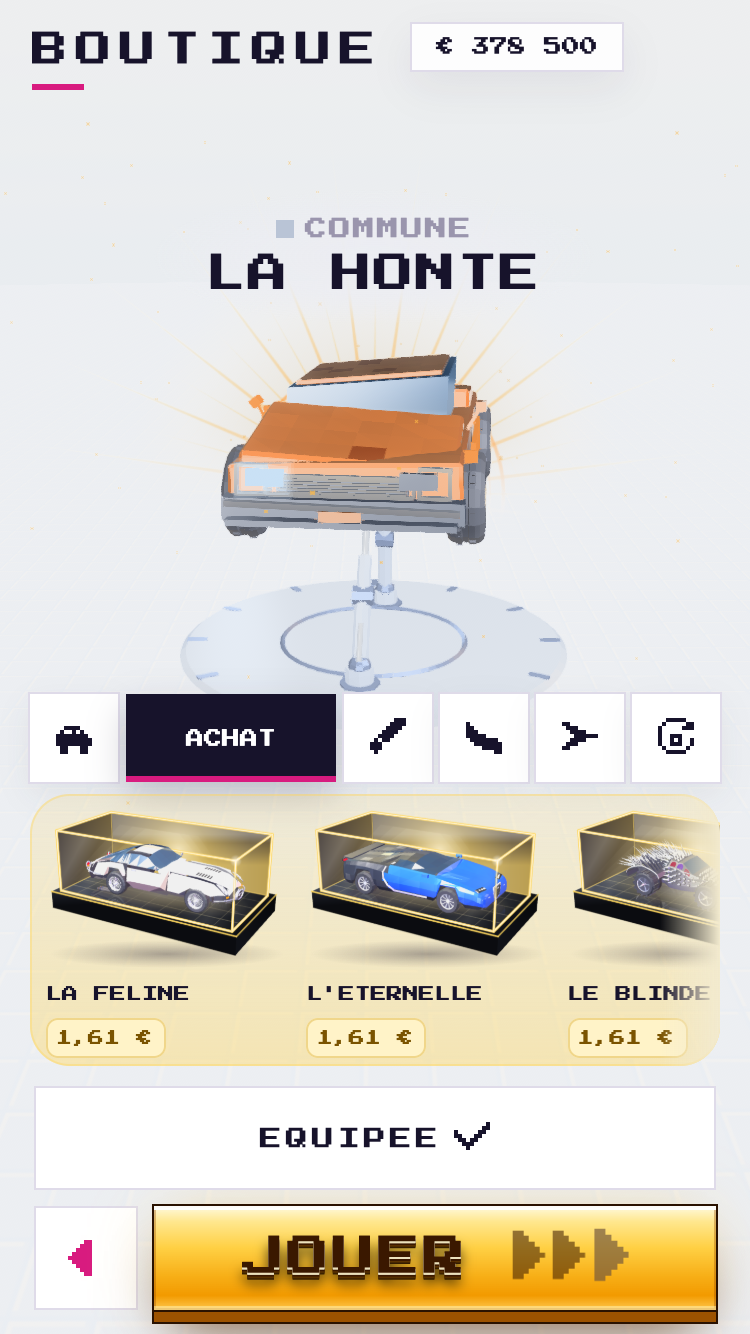 BOUTIQUE
€ 378 500
COMMUNE
LA HONTE
ACHAT
LA FELINE
L'ETERNELLE
LE BLINDE
1,61 €
1,61 €
1,61 €
EQUIPEE
JOUER